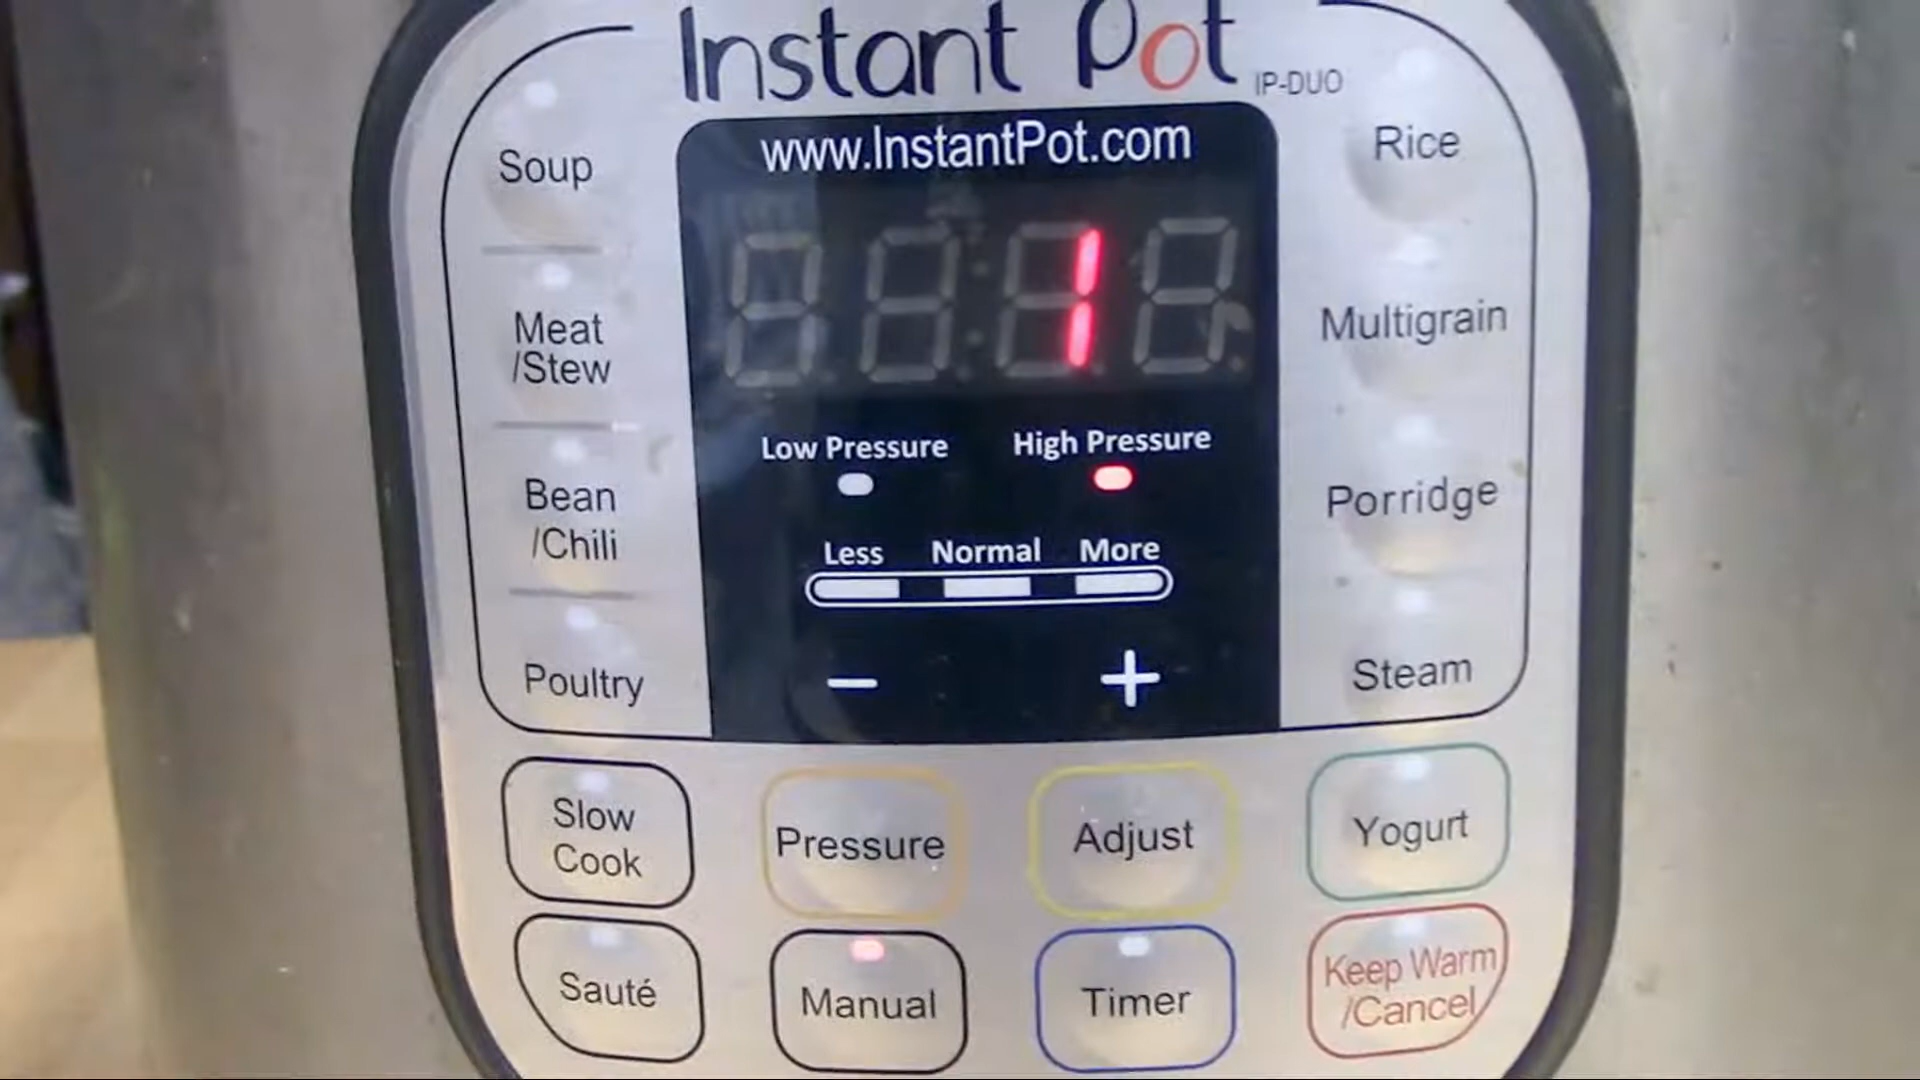 Instant Pot
IP-DUO
www.InstantPot.com
1
Soup
Meat
/Stew
Bean
/Chili
Poultry
Low Pressure
High Pressure
Less Normal More
− +
Rice
Multigrain
Porridge
Steam
Slow
Cook
Pressure
Adjust
Yogurt
Sauté
Manual
Timer
Keep Warm
/Cancel